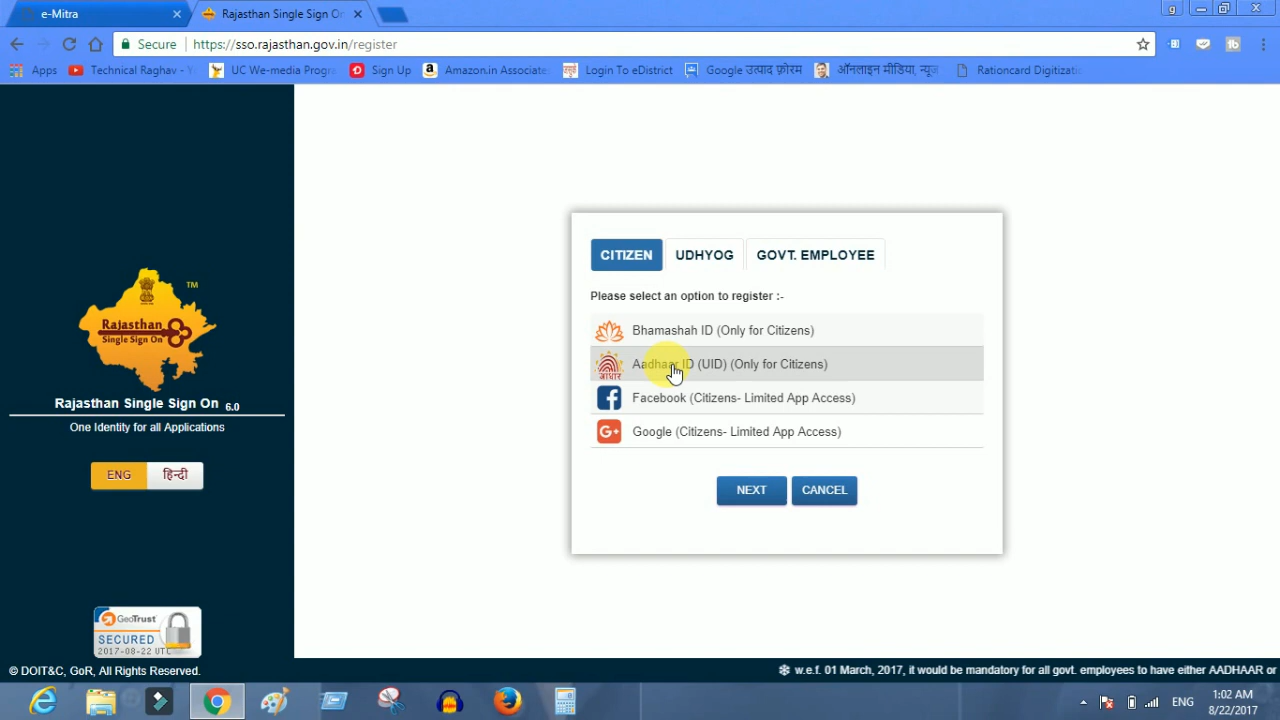 e-Mitra
Rajasthan Single Sign On
g
Secure
https://sso.rajasthan.gov.in/register
Apps
Technical Raghav - Y
UC We-media Progra
Sign Up
Amazon.in Associate
Login To eDistrict
Google उत्पाद फ़ोरम
ऑनलाइन मीडिया, न्यूज
Rationcard Digitizati
CITIZEN
UDHYOG
GOVT. EMPLOYEE
Please select an option to register :-
Bhamashah ID (Only for Citizens)
आधार
Aadhaar ID (UID) (Only for Citizens)
Facebook (Citizens- Limited App Access)
G+
Google (Citizens- Limited App Access)
NEXT
CANCEL
TM
Rajasthan
Single Sign On
Rajasthan Single Sign On 6.0
One Identity for all Applications
ENG
हिन्दी
GeoTrust
SECURED
2017-08-22 UTC
© DOIT&C, GoR, All Rights Reserved.
w.e.f. 01 March, 2017, it would be mandatory for all govt. employees to have either AADHAAR or
ENG
1:02 AM
8/22/2017